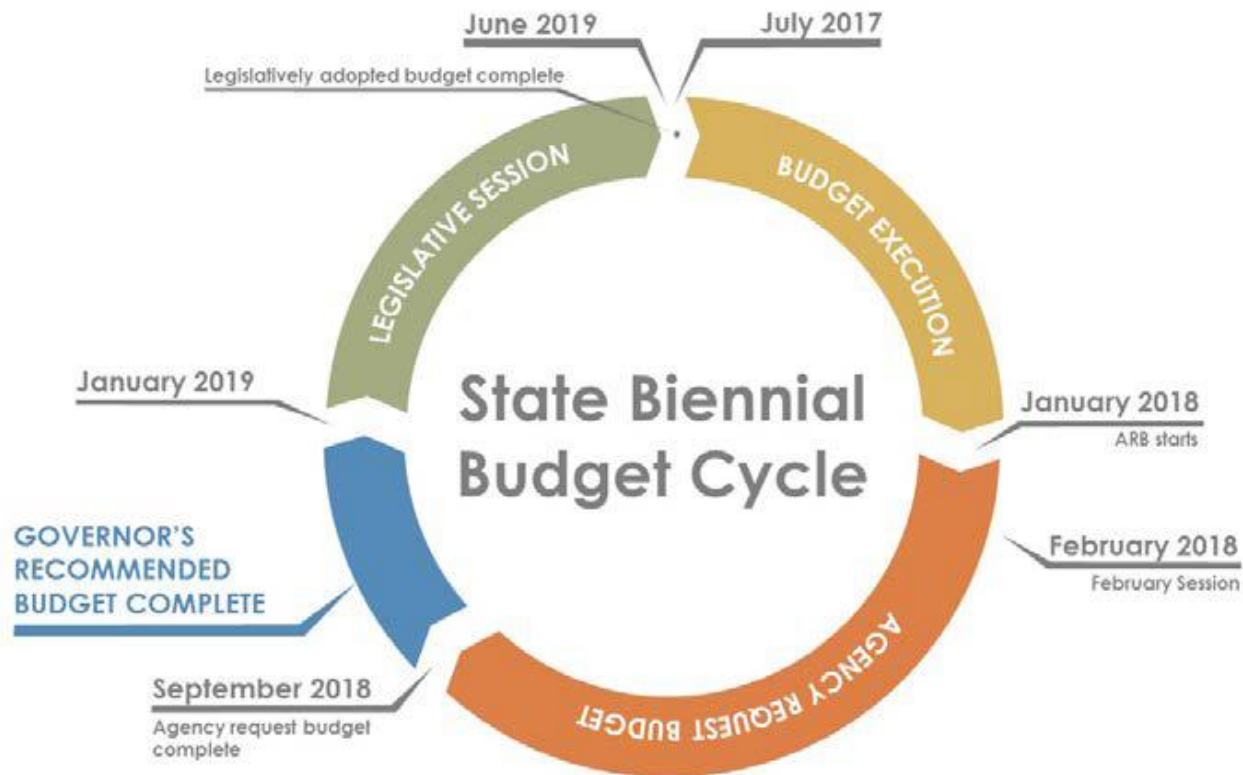 June 2019
July 2017
Legislatively adopted budget complete
LEGISLATIVE SESSION
BUDGET EXECUTION
State Biennial
Budget Cycle
January 2019
January 2018
ARB starts
GOVERNOR'S
RECOMMENDED
BUDGET COMPLETE
February 2018
February Session
AGENCY REQUEST BUDGET
September 2018
Agency request budget
complete